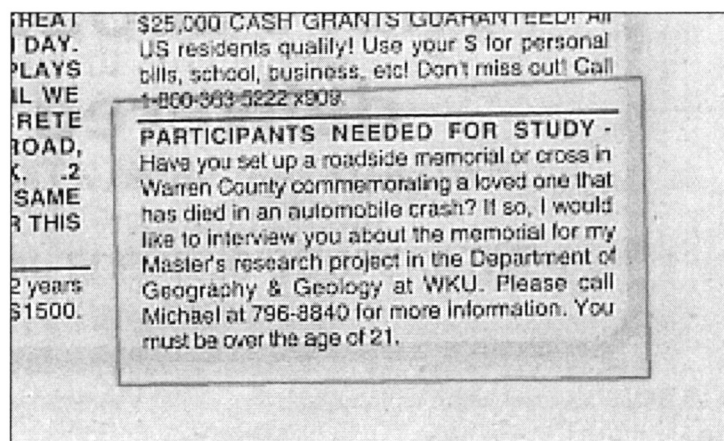 HREAT
DAY.
PLAYS
IL WE
RETE
ROAD,
K. .2
SAME
R THIS
2 years
$1500.
$25,000 CASH GRANTS GUARANTEED! All
US residents qualify! Use your $ for personal
bills, school, business, etc! Don't miss out! Call
1-800-363-5222 x909.
PARTICIPANTS NEEDED FOR STUDY -
Have you set up a roadside memorial or cross in
Warren County commemorating a loved one that
has died in an automobile crash? If so, I would
like to interview you about the memorial for my
Master's research project in the Department of
Geography & Geology at WKU. Please call
Michael at 796-8840 for more information. You
must be over the age of 21.